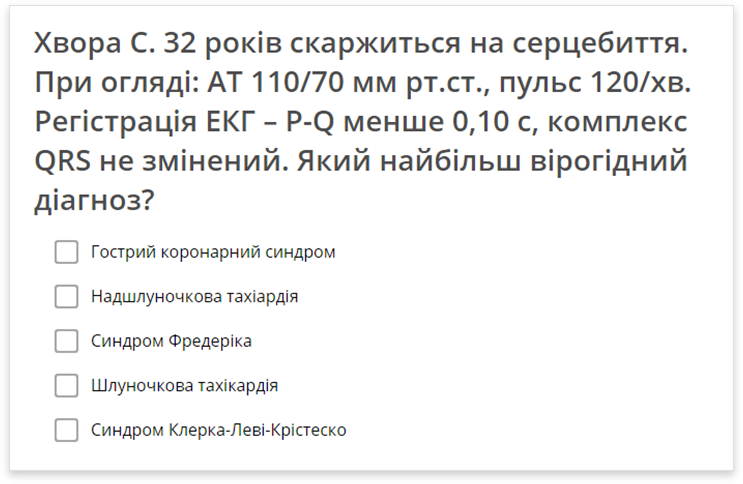 Хвора С. 32 років скаржиться на серцебиття.
При огляді: АТ 110/70 мм рт.ст., пульс 120/хв.
Регістрація ЕКГ – P-Q менше 0,10 с, комплекс
QRS не змінений. Який найбільш вірогідний
діагноз?
Гострий коронарний синдром
Надшлуночкова тахіардія
Синдром Фредеріка
Шлуночкова тахікардія
Синдром Клерка-Леві-Крістеско